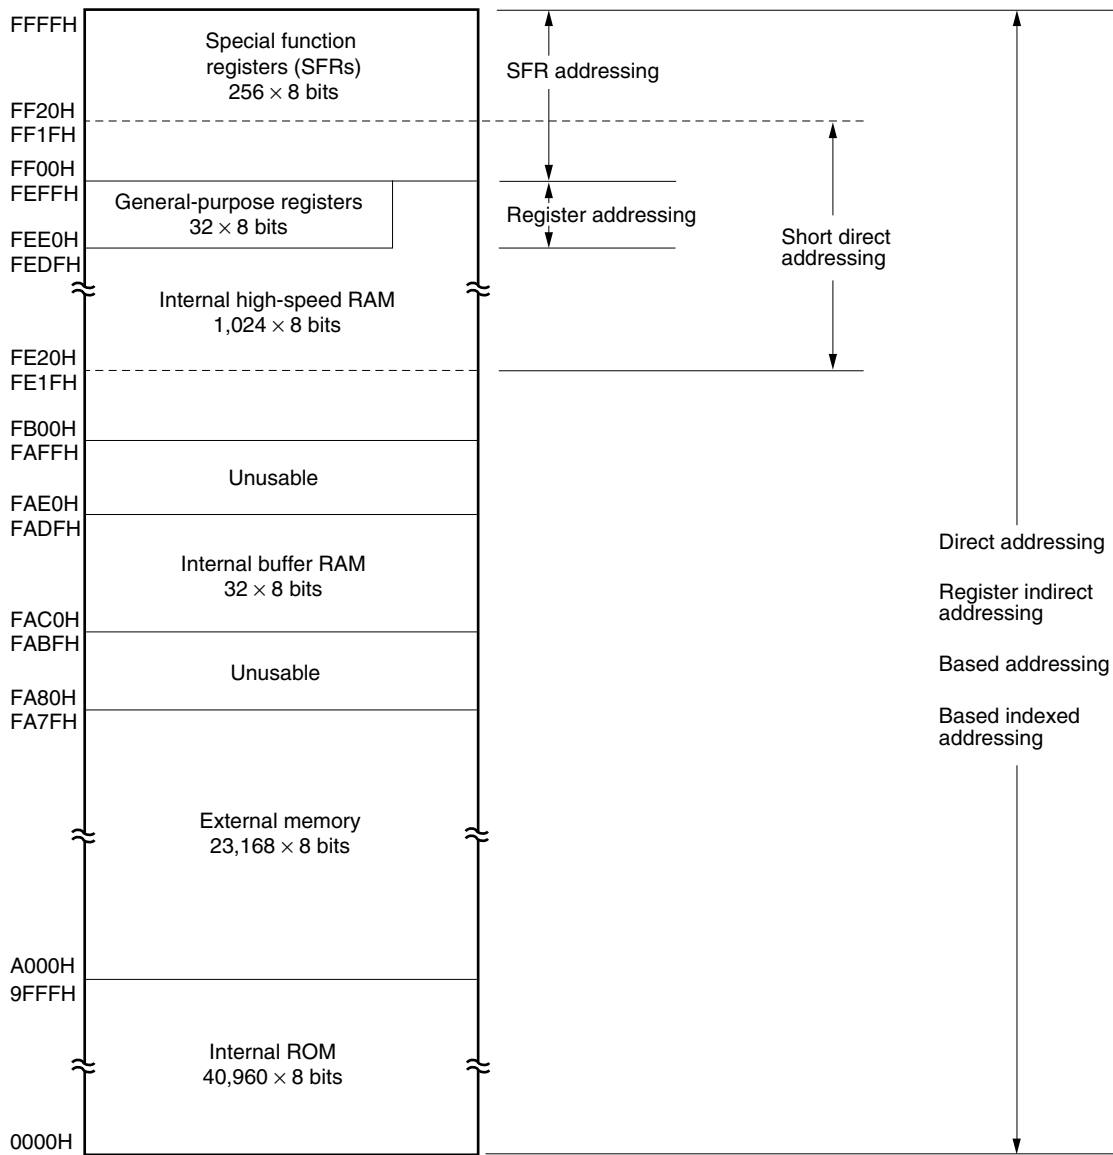 FFFFH
Special function
registers (SFRs)
256 × 8 bits
SFR addressing
FF20H
FF1FH
FF00H
FEFFH
General-purpose registers
32 × 8 bits
Register addressing
FEE0H
FEDFH
Short direct
addressing
Internal high-speed RAM
1,024 × 8 bits
FE20H
FE1FH
FB00H
FAFFH
Unusable
FAE0H
FADFH
Internal buffer RAM
32 × 8 bits
FAC0H
FABFH
Unusable
FA80H
FA7FH
Direct addressing
Register indirect
addressing
Based addressing
Based indexed
addressing
External memory
23,168 × 8 bits
A000H
9FFFH
Internal ROM
40,960 × 8 bits
0000H